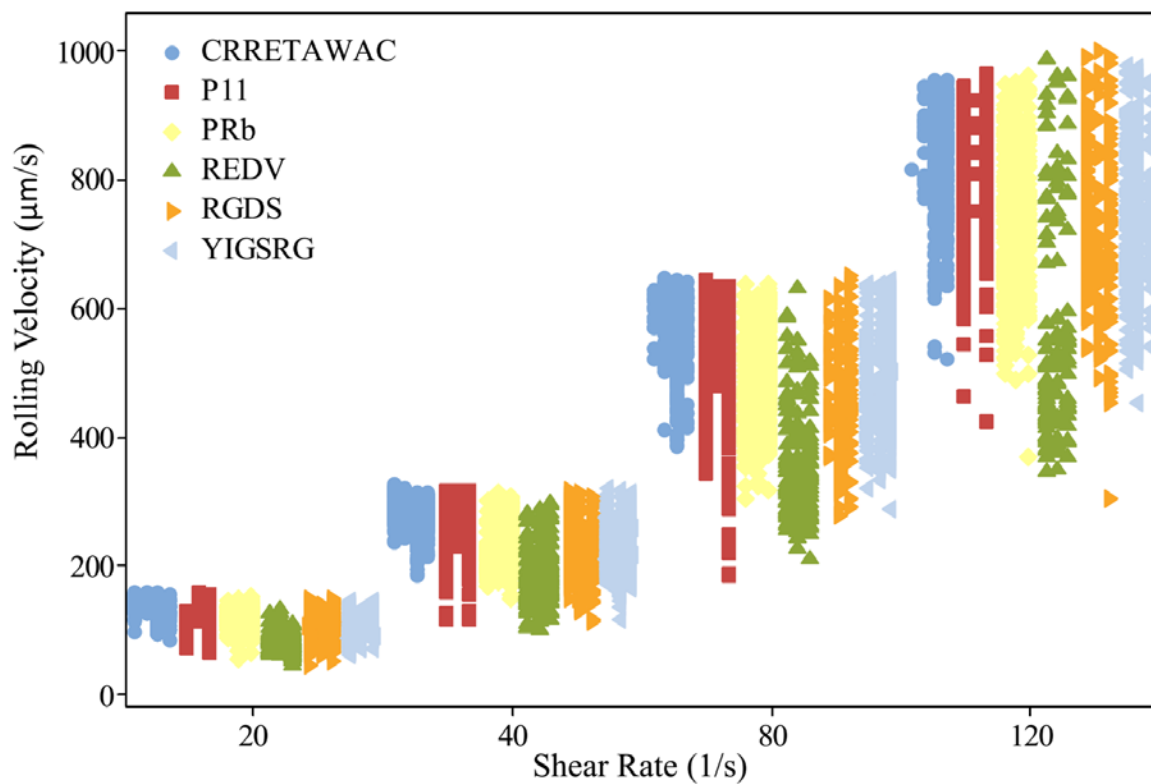 1000
800
600
400
200
0
Rolling Velocity (μm/s)
CRRETAWAC
P11
PRb
REDV
RGDS
YIGSRG
20 40 80 120
Shear Rate (1/s)